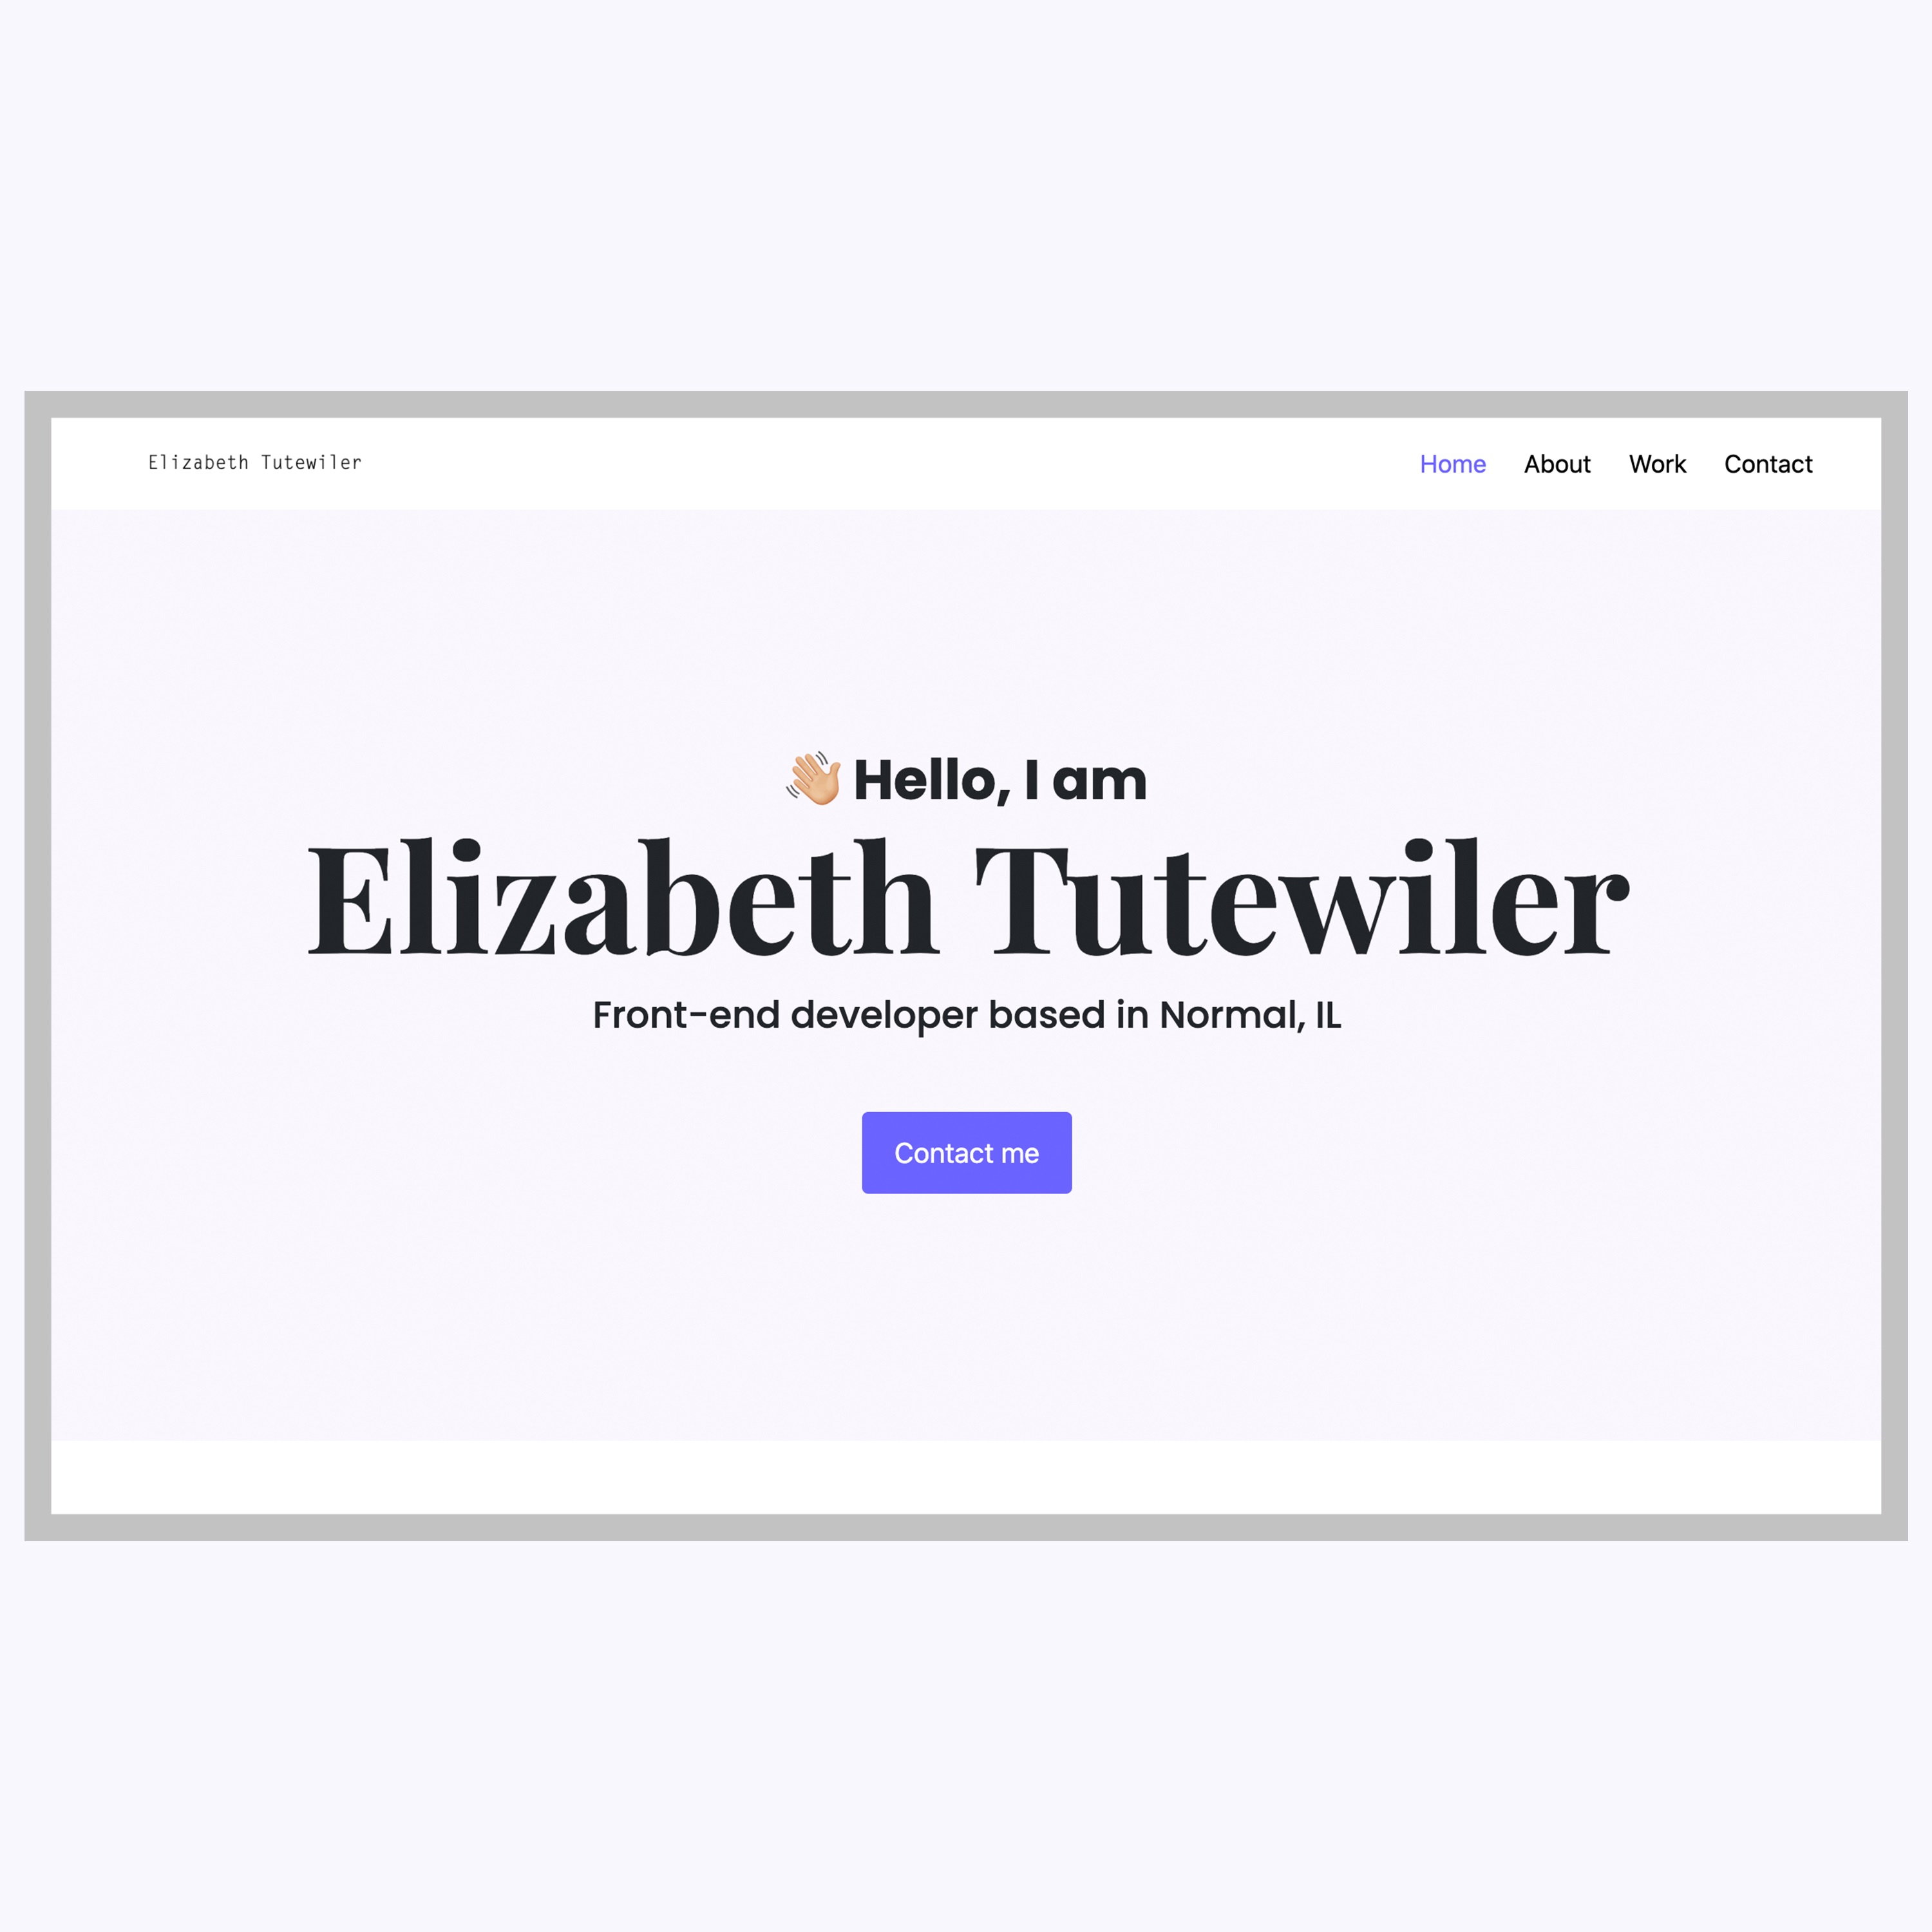 Elizabeth Tutewiler
Home About Work Contact
👋🏼 Hello, I am
Elizabeth Tutewiler
Front-end developer based in Normal, IL
Contact me